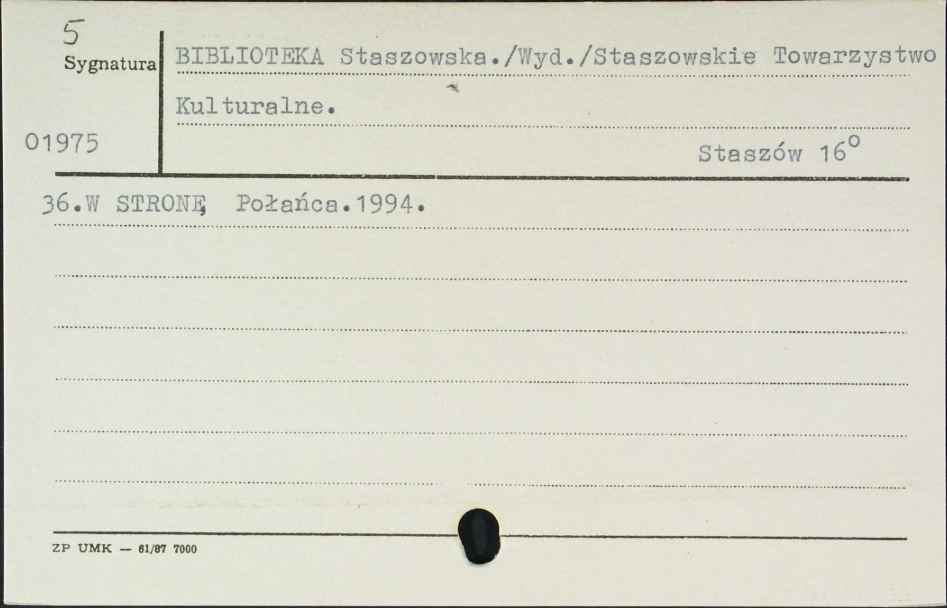 5
Sygnatura
BIBLIOTEKA Staszowska./Wyd./Staszowskie Towarzystwo
Kulturalne.
01975
Staszów 16°
36.W STRONĘ Połańca.1994.
ZP UMK — 61/87 7000